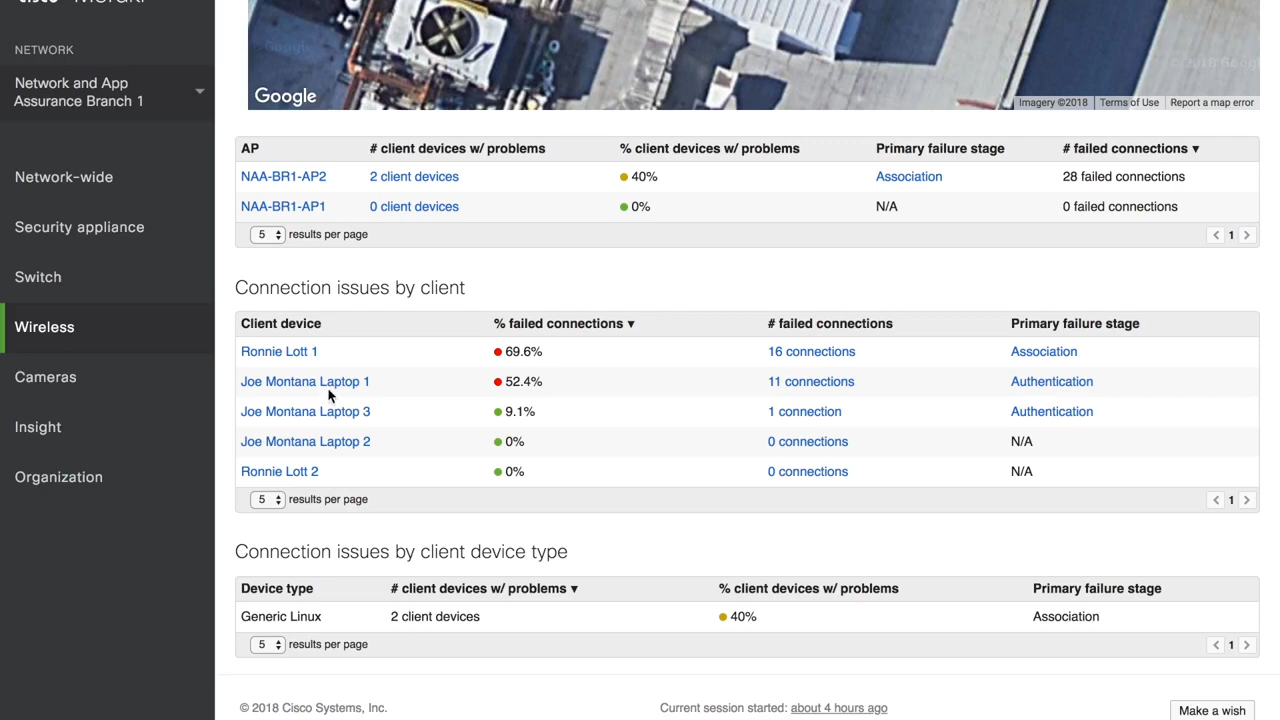 NETWORK
Network and App
Assurance Branch 1
Network-wide
Security appliance
Switch
Wireless
Cameras
Insight
Organization
Google
Imagery ©2018 Terms of Use Report a map error
AP # client devices w/ problems % client devices w/ problems Primary failure stage # failed connections ▼
NAA-BR1-AP2 2 client devices 40% Association 28 failed connections
NAA-BR1-AP1 0 client devices 0% N/A 0 failed connections
5 results per page < 1 >
Connection issues by client
Client device % failed connections ▼ # failed connections Primary failure stage
Ronnie Lott 1 69.6% 16 connections Association
Joe Montana Laptop 1 52.4% 11 connections Authentication
Joe Montana Laptop 3 9.1% 1 connection Authentication
Joe Montana Laptop 2 0% 0 connections N/A
Ronnie Lott 2 0% 0 connections N/A
5 results per page < 1 >
Connection issues by client device type
Device type # client devices w/ problems ▼ % client devices w/ problems Primary failure stage
Generic Linux 2 client devices 40% Association
5 results per page < 1 >
© 2018 Cisco Systems, Inc. Current session started: about 4 hours ago Make a wish